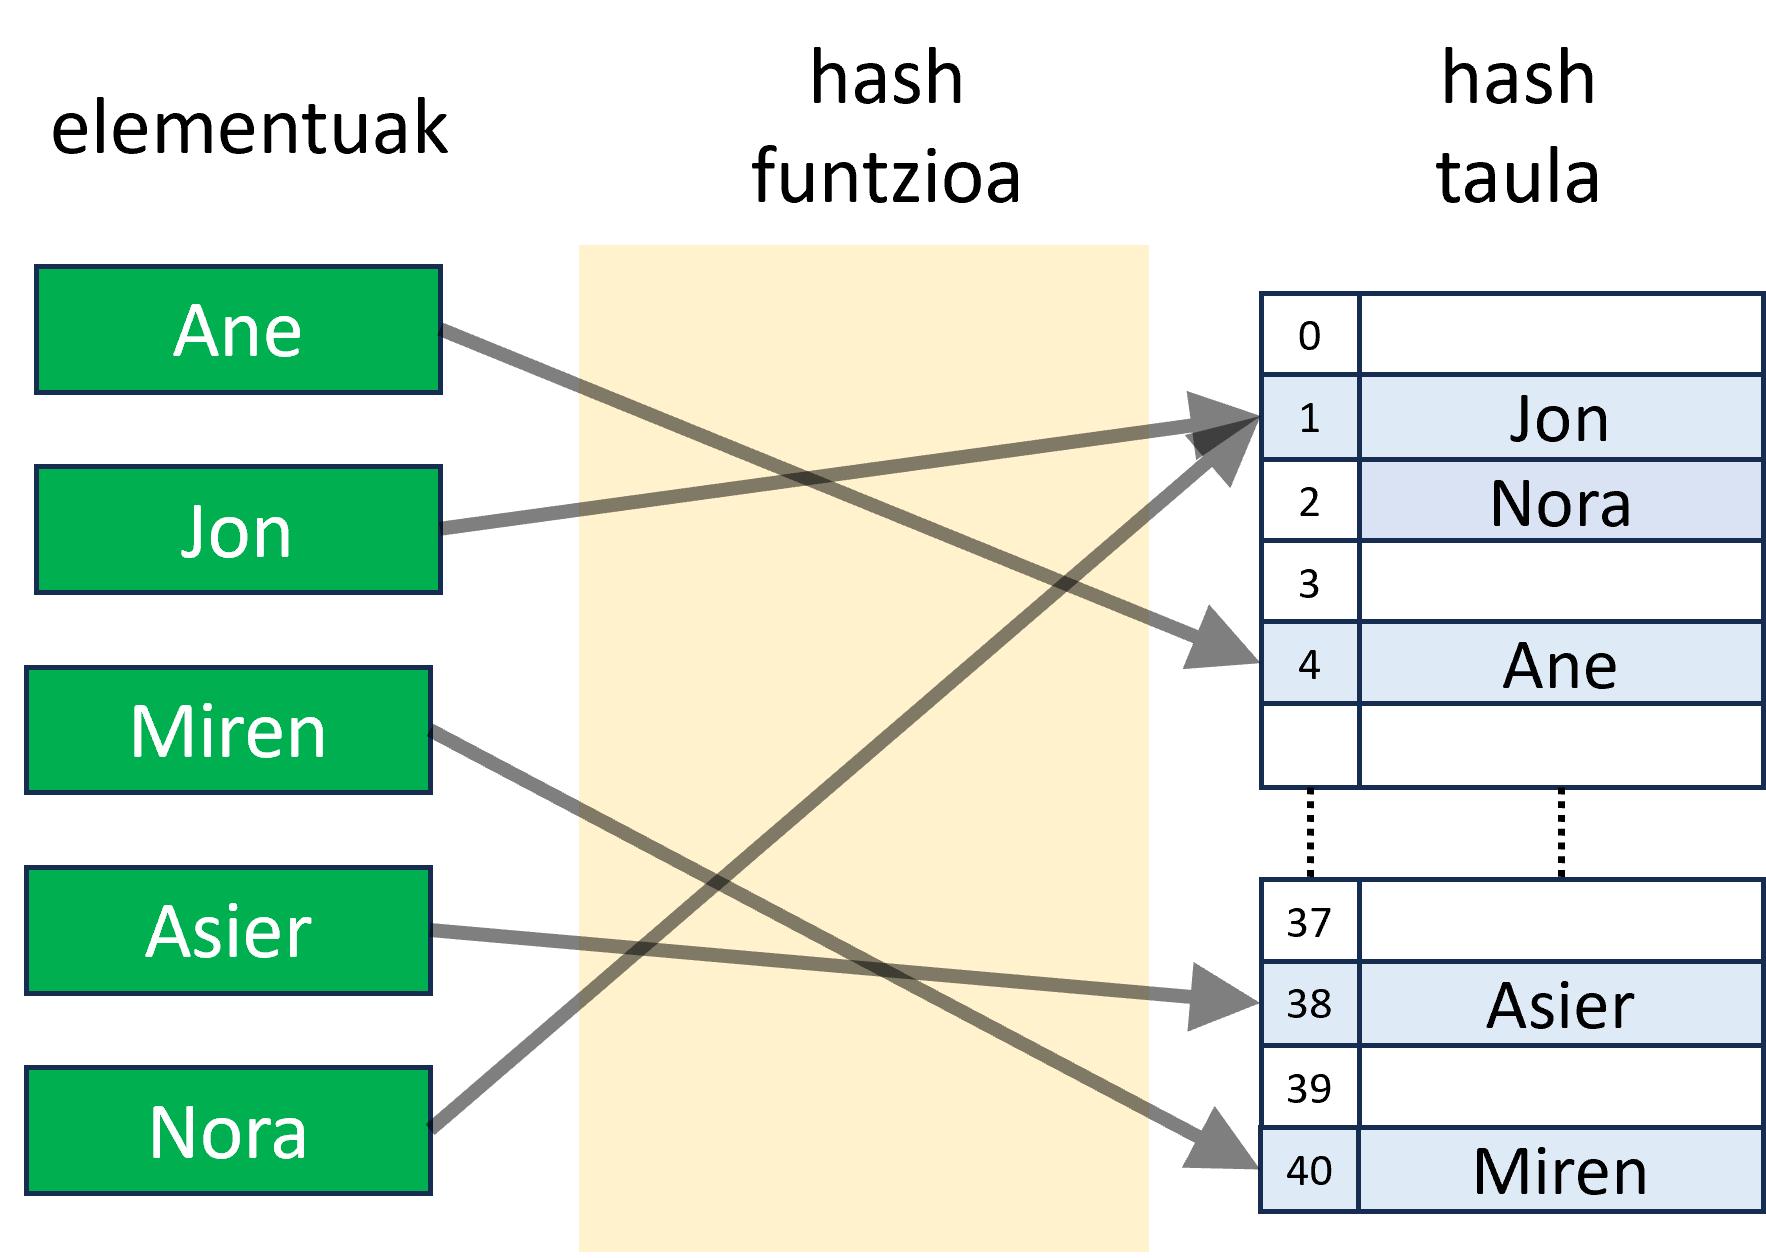 elementuak
hash
funtzioa
hash
taula
Ane
Jon
Miren
Asier
Nora
0
1 Jon
2 Nora
3
4 Ane
37
38 Asier
39
40 Miren